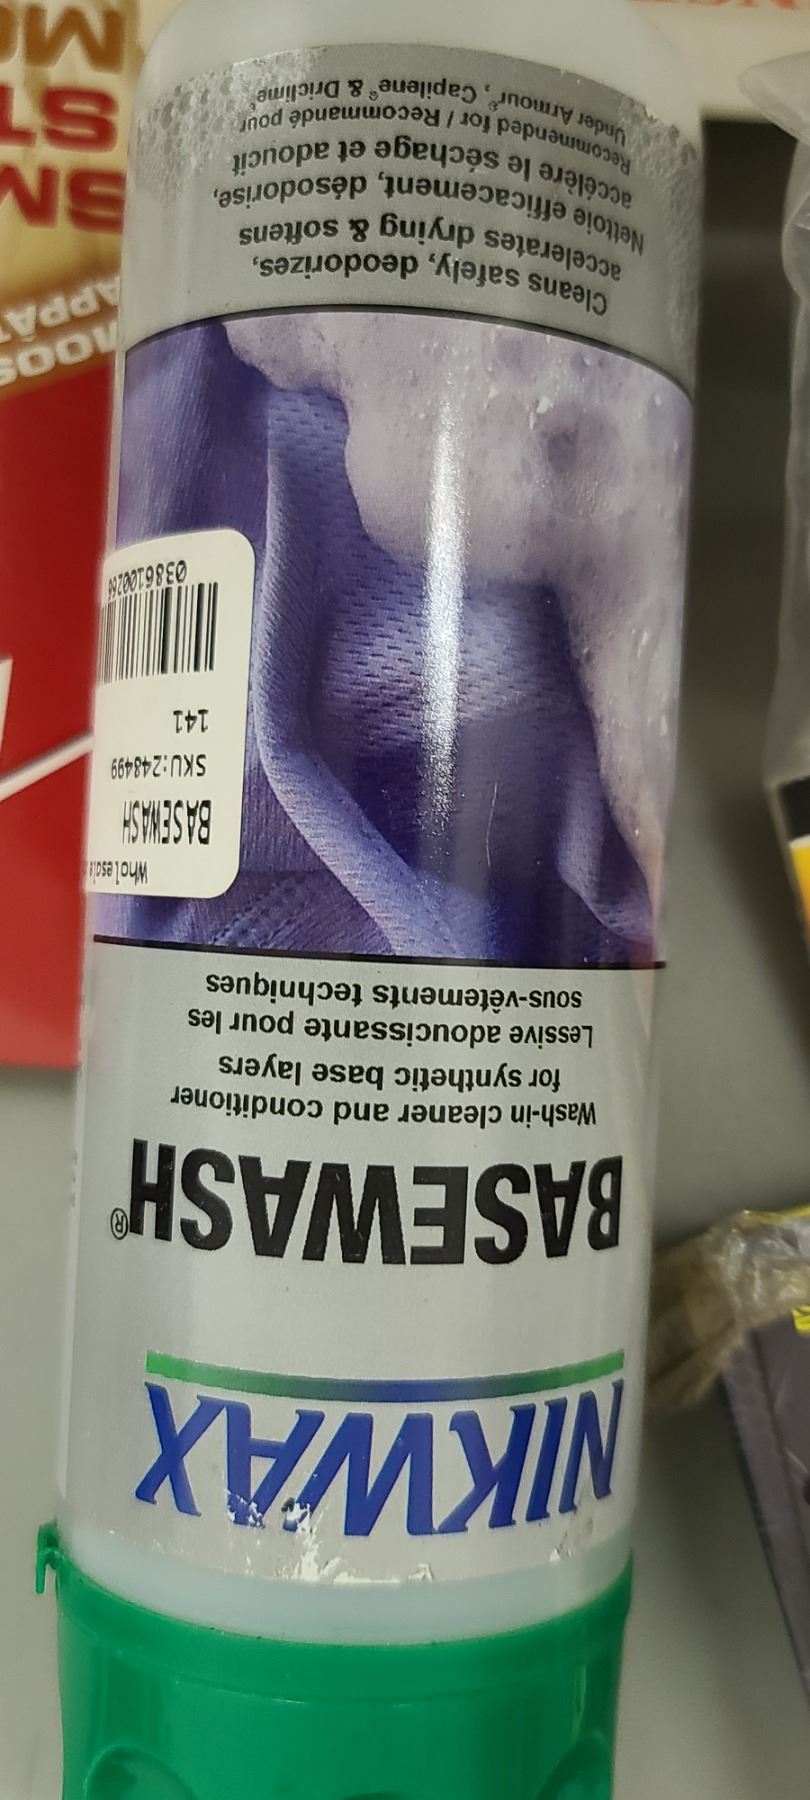 NIKWAX
BASEWASH®
Wash-in cleaner and conditioner
for synthetic base layers
Lessive adoucissante pour les
sous-vêtements techniques
Wholesale
BASEWASH
SKU:248499
141
Cleans safely, deodorizes,
accelerates drying & softens
Nettoie efficacement, désodorise,
accélère le séchage et adoucit
Recommended for / Recommandé pour
Under Armour®, Capilene® & Driclime®